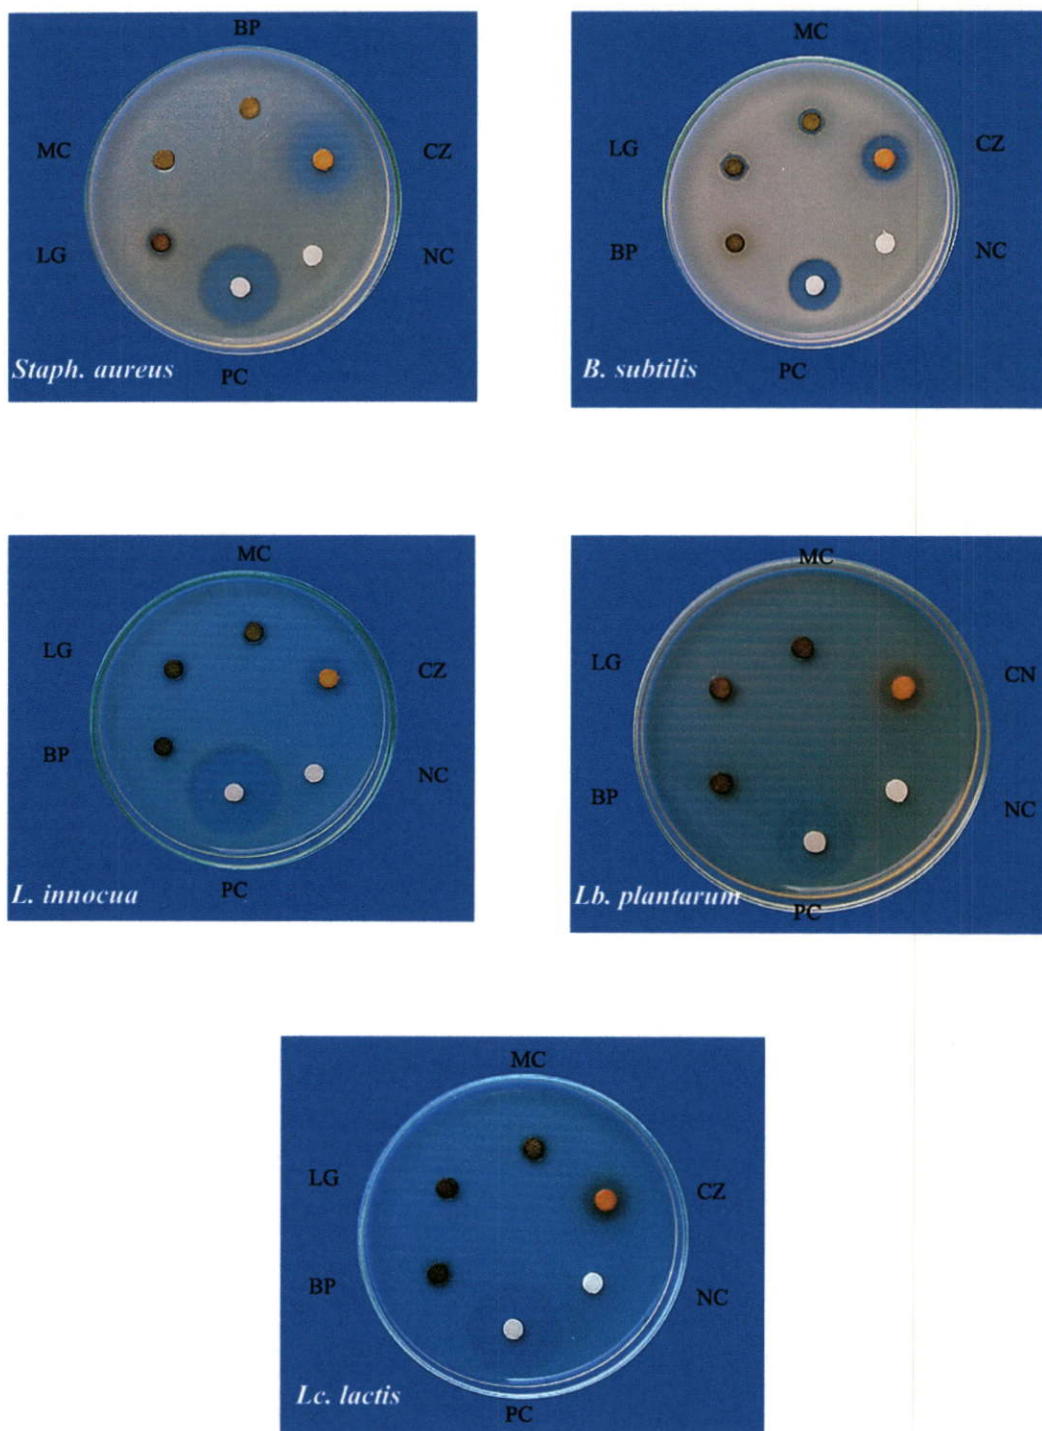 BP
MC
CZ
LG
NC
Staph. aureus
PC
MC
LG
CZ
BP
NC
B. subtilis
PC
MC
LG
CZ
BP
NC
L. innocua
PC
MC
LG
CN
BP
NC
Lb. plantarum
PC
MC
LG
CZ
BP
NC
Lc. lactis
PC